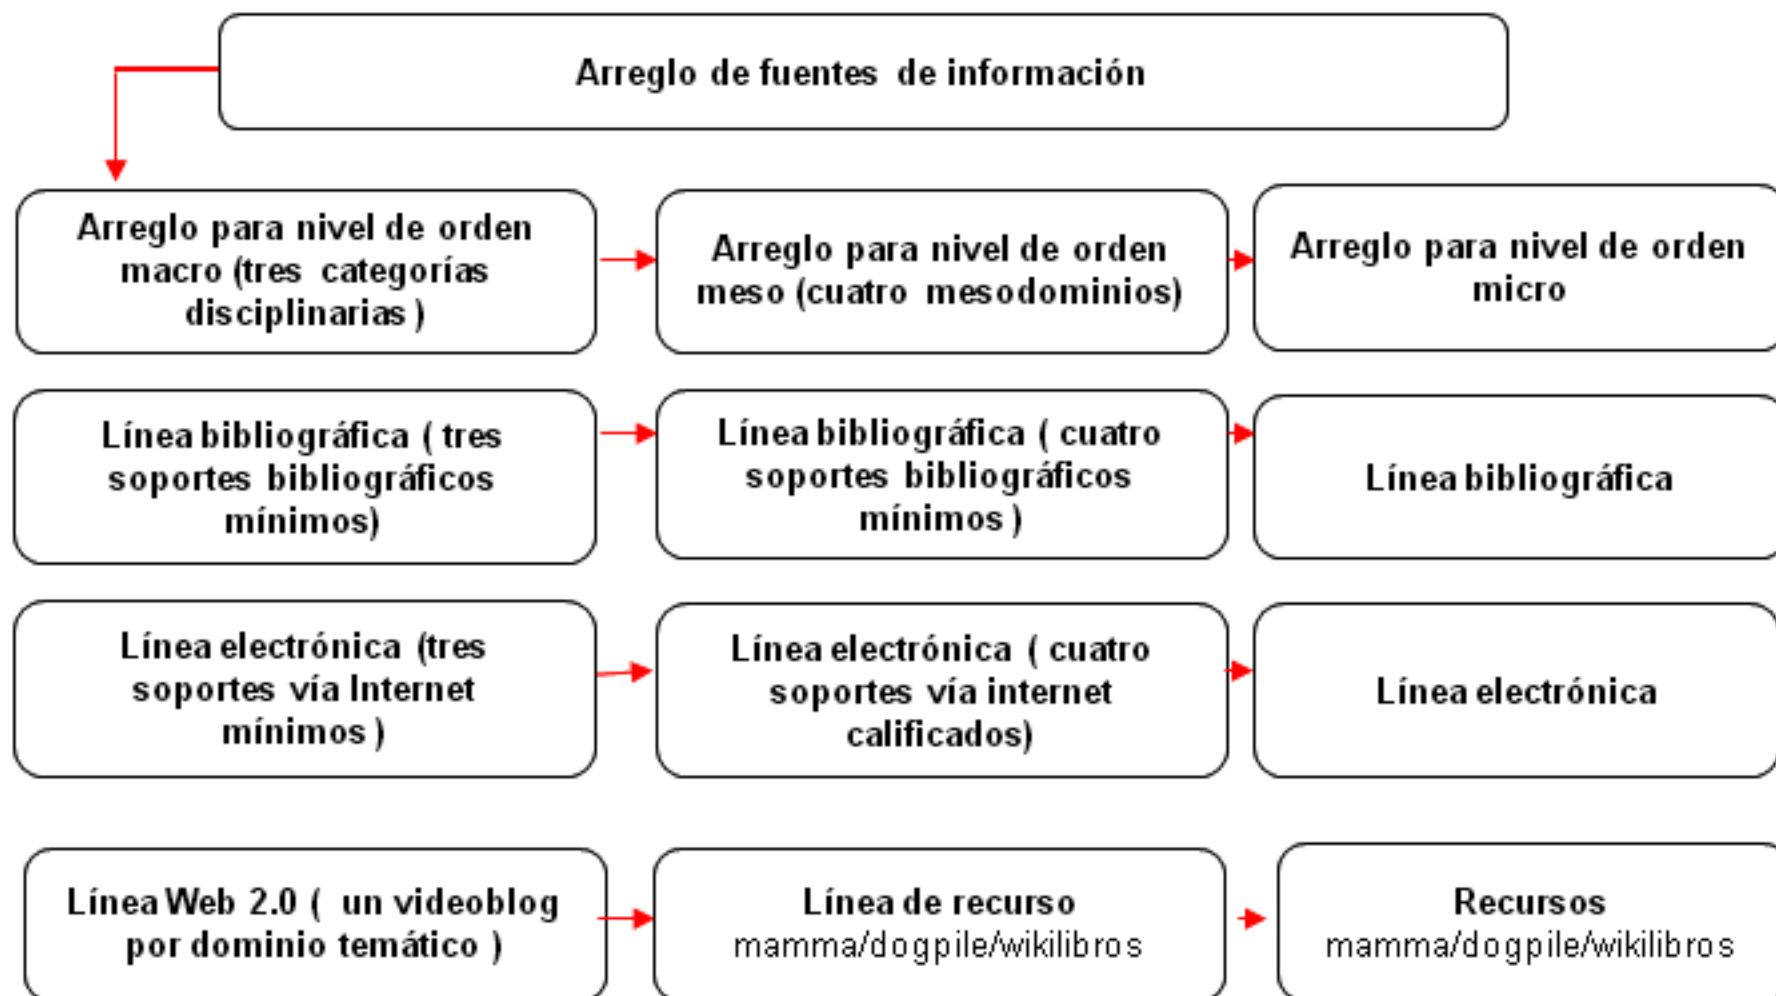 Arreglo de fuentes de información
Arreglo para nivel de orden
macro (tres categorías
disciplinarias )
Arreglo para nivel de orden
meso (cuatro mesodominios)
Arreglo para nivel de orden
micro
Línea bibliográfica ( tres
soportes bibliográficos
mínimos)
Línea bibliográfica ( cuatro
soportes bibliográficos
mínimos )
Línea bibliográfica
Línea electrónica (tres
soportes vía Internet
mínimos )
Línea electrónica ( cuatro
soportes vía internet
calificados)
Línea electrónica
Línea Web 2.0 ( un videoblog
por dominio temático )
Línea de recurso
mamma/dogpile/wikilibros
Recursos
mamma/dogpile/wikilibros